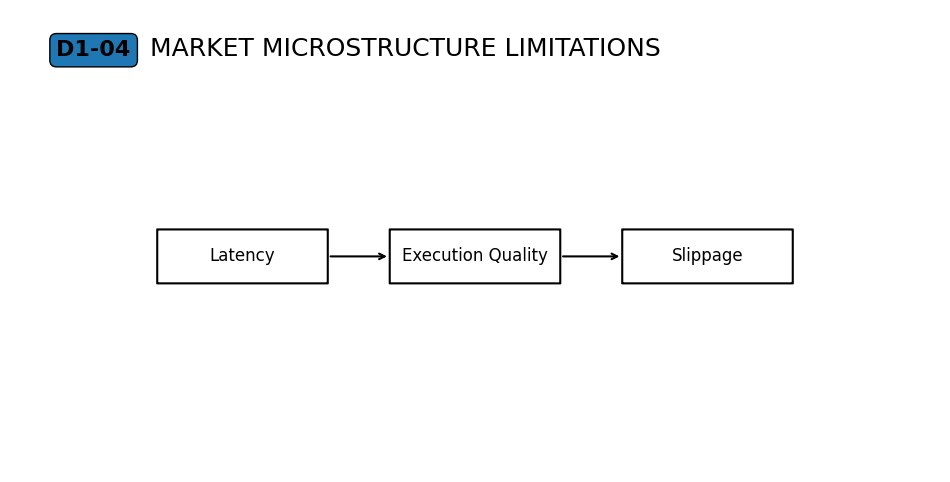 D1-04 MARKET MICROSTRUCTURE LIMITATIONS
Latency
Execution Quality
Slippage